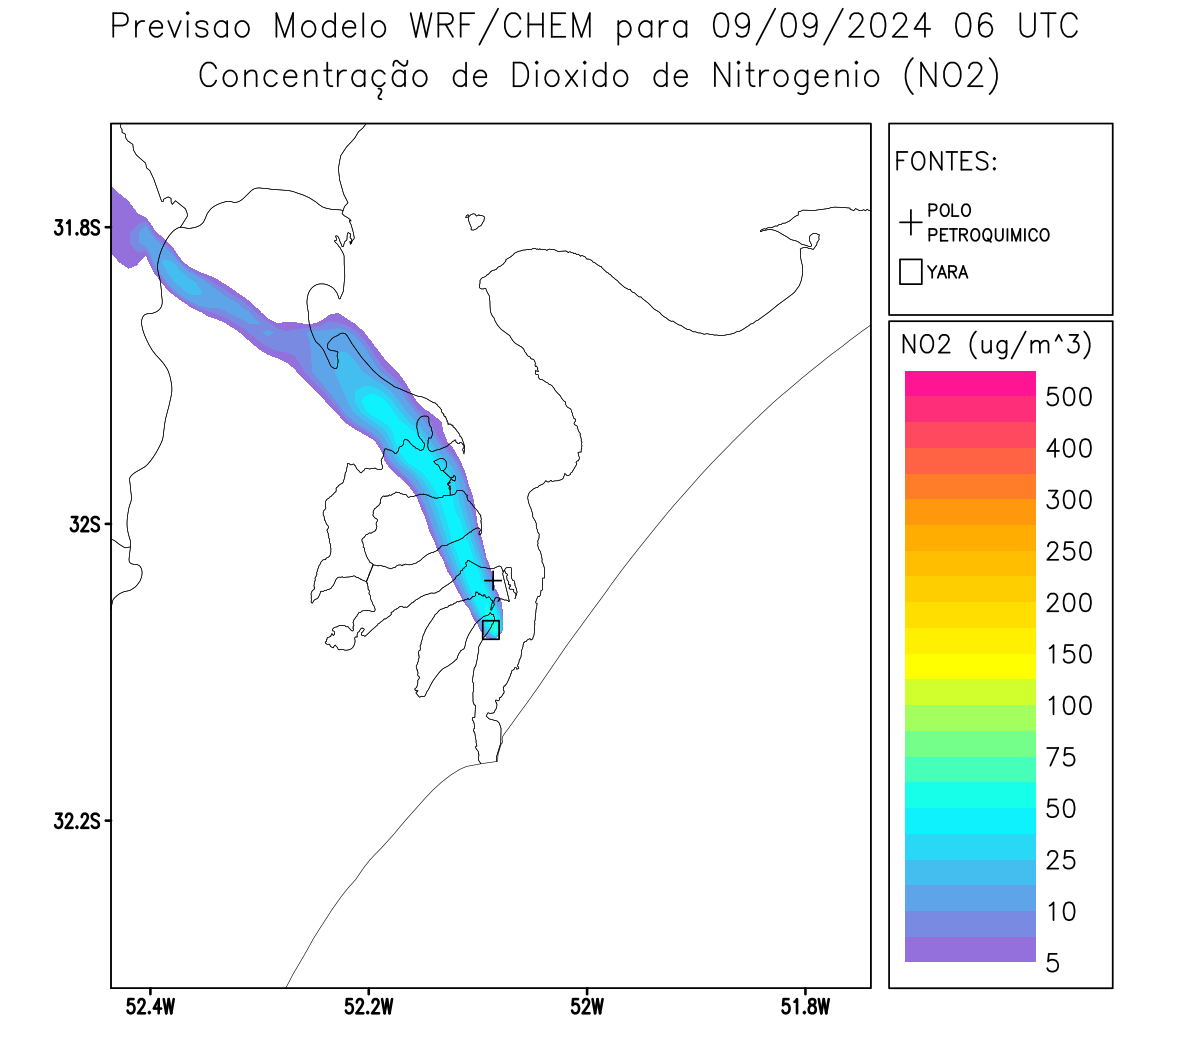 Previsao Modelo WRF/CHEM para 09/09/2024 06 UTC
Concentração de Dioxido de Nitrogenio (NO2)
FONTES:
POLO
PETROQUIMICO
YARA
NO2 (ug/m^3)
500
400
300
250
200
150
100
75
50
25
10
5
31.8S
32S
32.2S
52.4W
52.2W
52W
51.8W